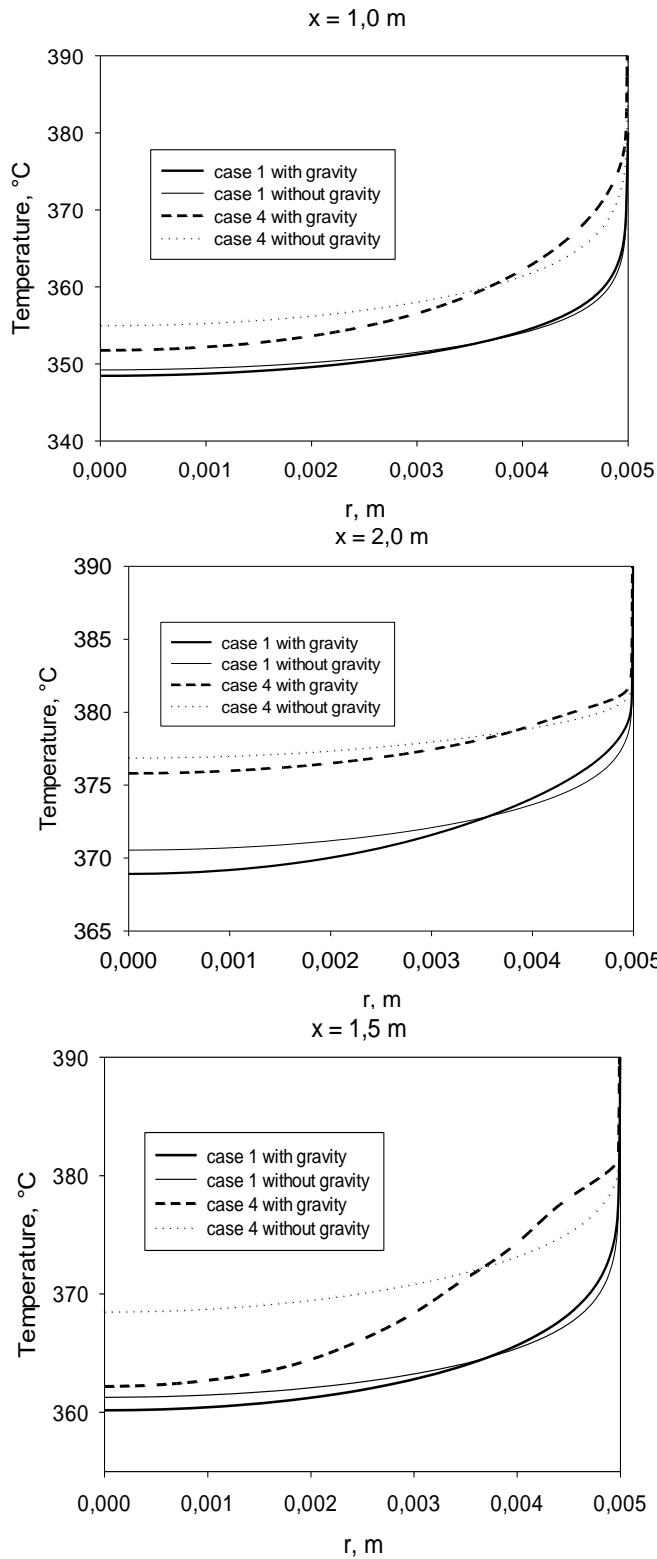 x = 1,0 m
390
380
370
360
350
340
Temperature, °C
case 1 with gravity
case 1 without gravity
case 4 with gravity
case 4 without gravity
0,000 0,001 0,002 0,003 0,004 0,005
r, m
x = 2,0 m
390
385
380
375
370
365
Temperature, °C
case 1 with gravity
case 1 without gravity
case 4 with gravity
case 4 without gravity
0,000 0,001 0,002 0,003 0,004 0,005
r, m
x = 1,5 m
390
380
370
360
Temperature, °C
case 1 with gravity
case 1 without gravity
case 4 with gravity
case 4 without gravity
0,000 0,001 0,002 0,003 0,004 0,005
r, m